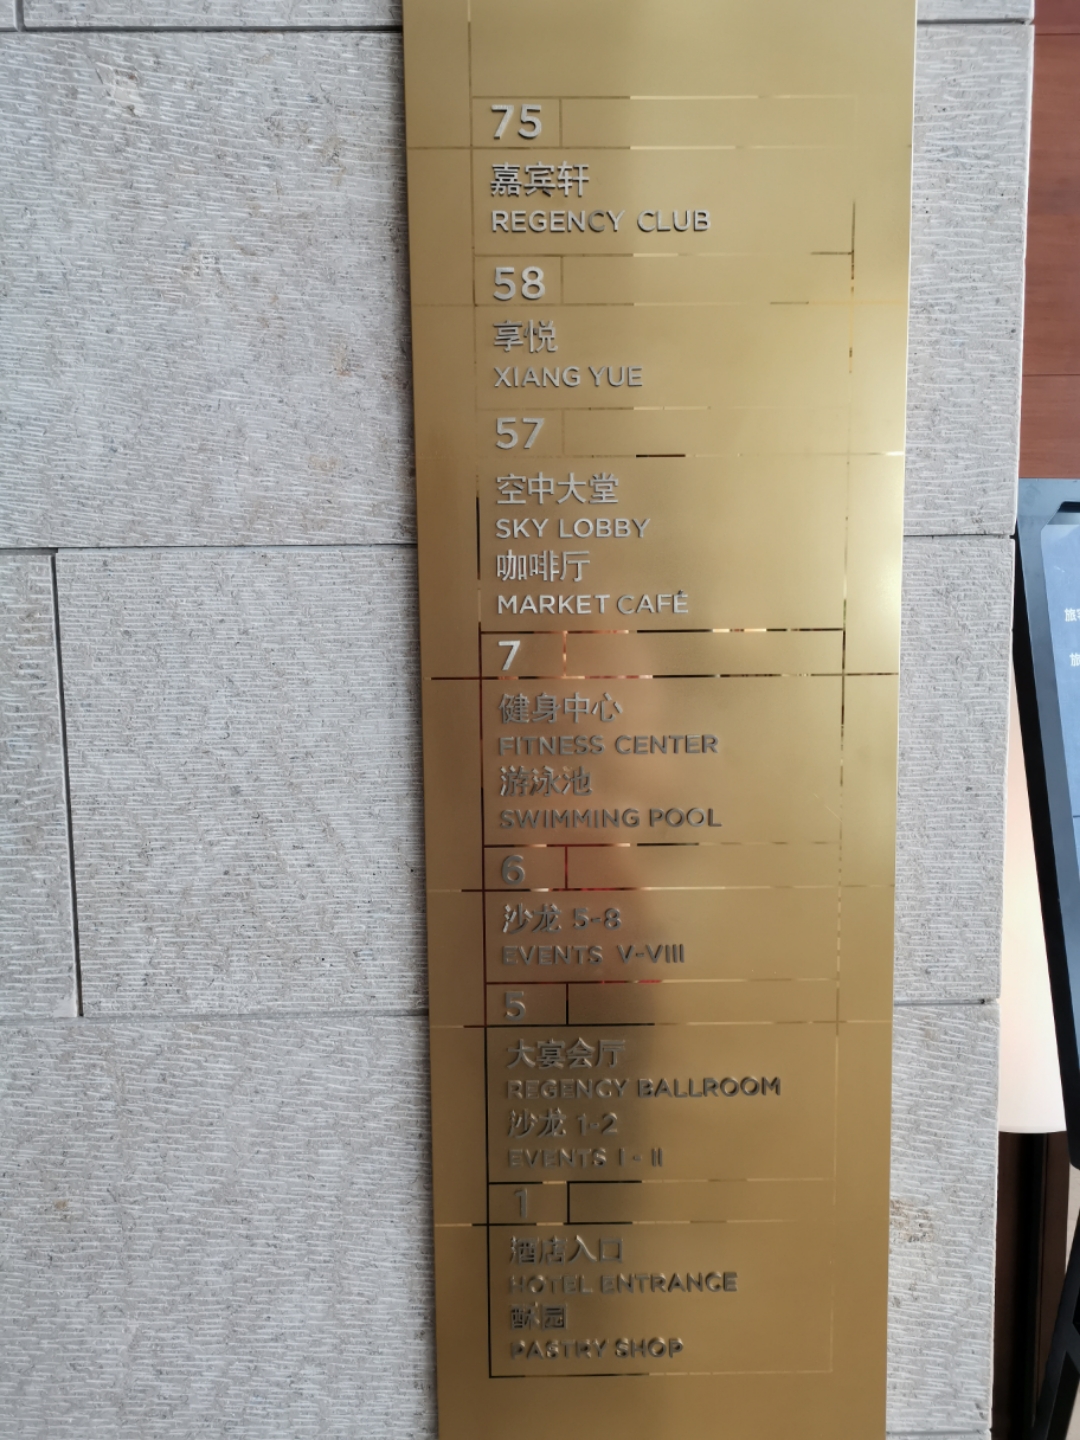 75
嘉宾轩
REGENCY CLUB
58
享悦
XIANG YUE
57
空中大堂
SKY LOBBY
咖啡厅
MARKET CAFÉ
7
健身中心
FITNESS CENTER
游泳池
SWIMMING POOL
6
沙龙 5-8
EVENTS V-VIII
5
大宴会厅
REGENCY BALLROOM
沙龙 1-2
EVENTS I - II
1
酒店入口
HOTEL ENTRANCE
酥园
PASTRY SHOP